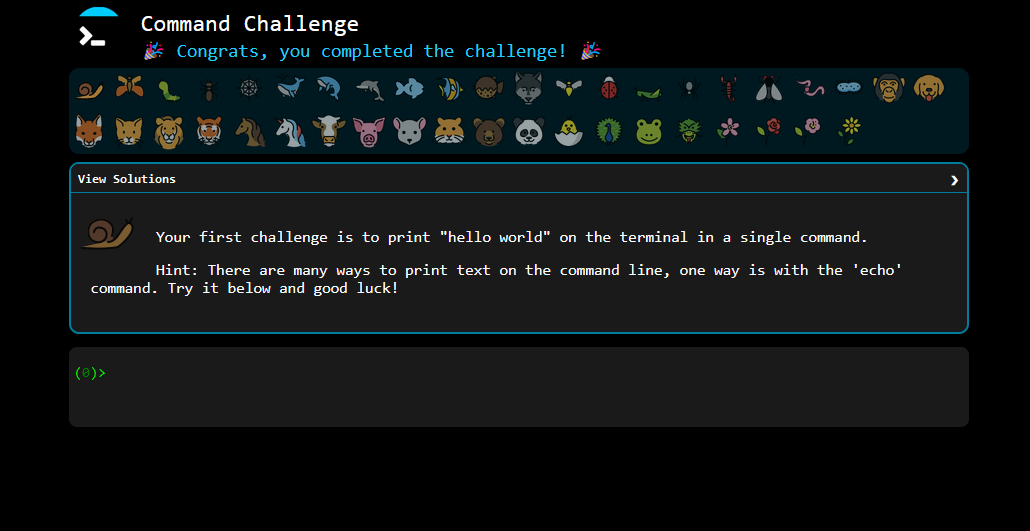 Command Challenge
🎉 Congrats, you completed the challenge! 🎉
View Solutions
Your first challenge is to print "hello world" on the terminal in a single command.
Hint: There are many ways to print text on the command line, one way is with the 'echo'
command. Try it below and good luck!
(0)>